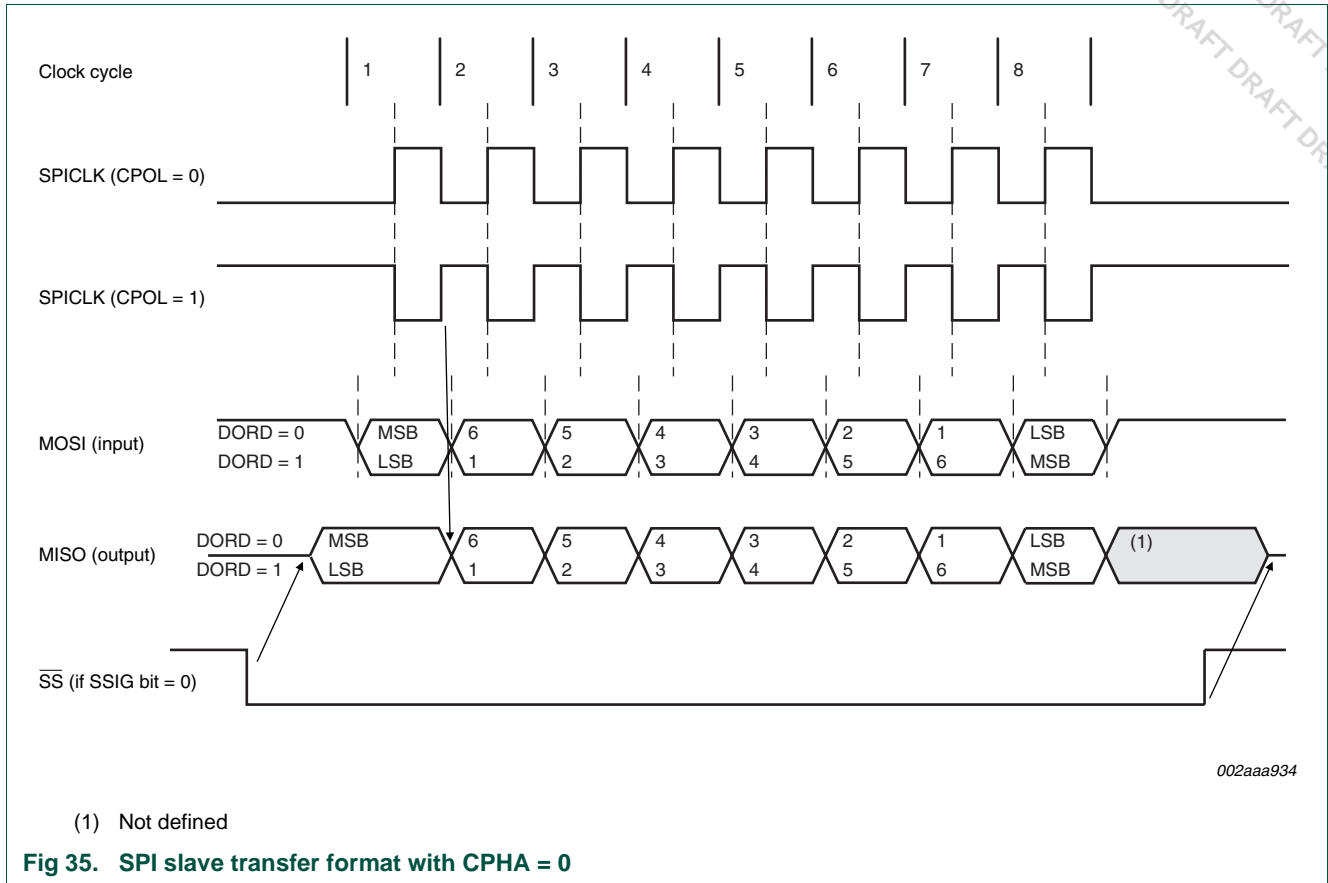 DRAFT DRAFT DRAFT DRA
DRAFT
Clock cycle 1 2 3 4 5 6 7 8
SPICLK (CPOL = 0)
SPICLK (CPOL = 1)
MOSI (input)
DORD = 0 MSB 6 5 4 3 2 1 LSB
DORD = 1 LSB 1 2 3 4 5 6 MSB
MISO (output)
DORD = 0 MSB 6 5 4 3 2 1 LSB (1)
DORD = 1 LSB 1 2 3 4 5 6 MSB
SS (if SSIG bit = 0)
002aaa934
(1) Not defined
Fig 35. SPI slave transfer format with CPHA = 0